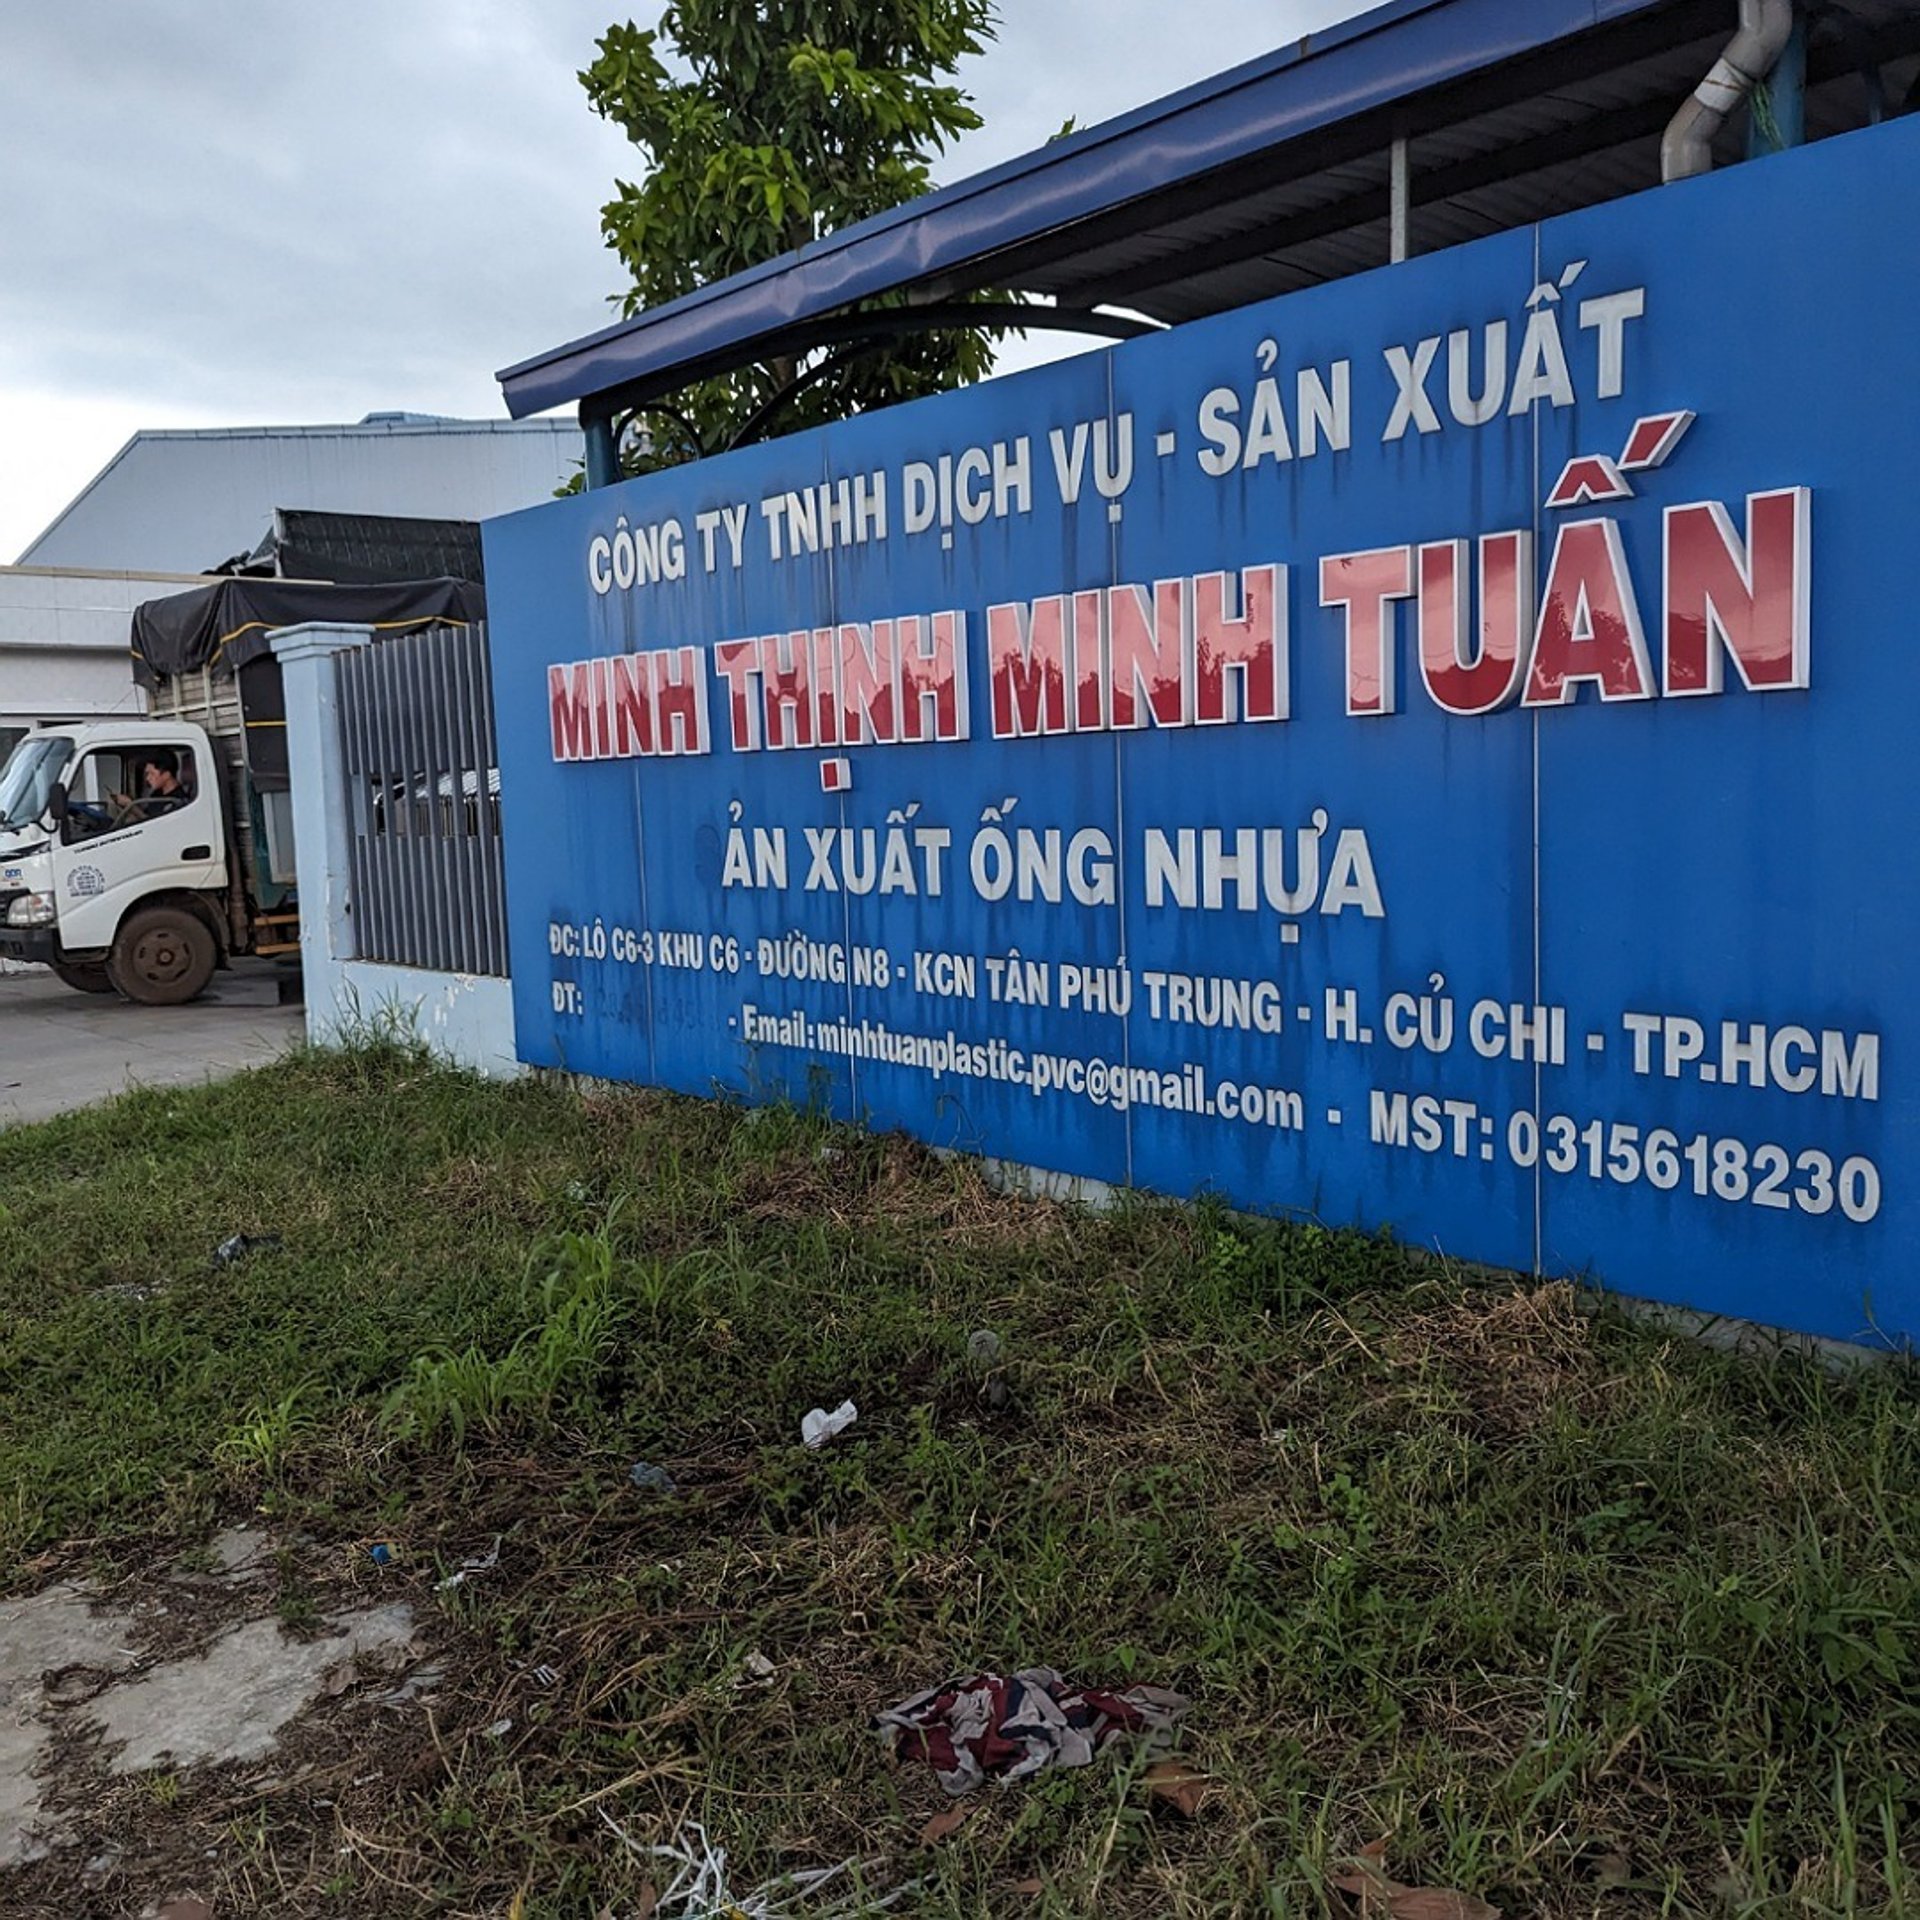 CÔNG TY TNHH DỊCH VỤ - SẢN XUẤT
MINH THỊNH MINH TUẤN
ẢN XUẤT ỐNG NHỰA
ĐC: LÔ C6-3 KHU C6 - ĐƯỜNG N8 - KCN TÂN PHÚ TRUNG - H. CỦ CHI - TP.HCM
ĐT: - Email: minhtuanplastic.pvc@gmail.com - MST: 0315618230